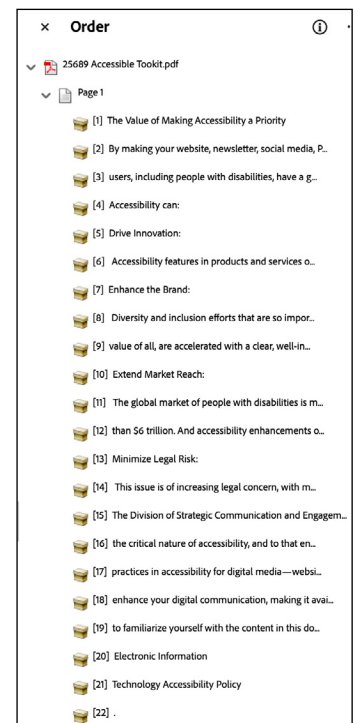 × Order
25689 Accessible Tookit.pdf
Page 1
[1] The Value of Making Accessibility a Priority
[2] By making your website, newsletter, social media, P...
[3] users, including people with disabilities, have a g...
[4] Accessibility can:
[5] Drive Innovation:
[6] Accessibility features in products and services o...
[7] Enhance the Brand:
[8] Diversity and inclusion efforts that are so impor...
[9] value of all, are accelerated with a clear, well-in...
[10] Extend Market Reach:
[11] The global market of people with disabilities is m...
[12] than $6 trillion. And accessibility enhancements o...
[13] Minimize Legal Risk:
[14] This issue is of increasing legal concern, with m...
[15] The Division of Strategic Communication and Engagem...
[16] the critical nature of accessibility, and to that en...
[17] practices in accessibility for digital media—websi...
[18] enhance your digital communication, making it avai...
[19] to familiarize yourself with the content in this do...
[20] Electronic Information
[21] Technology Accessibility Policy
[22] .